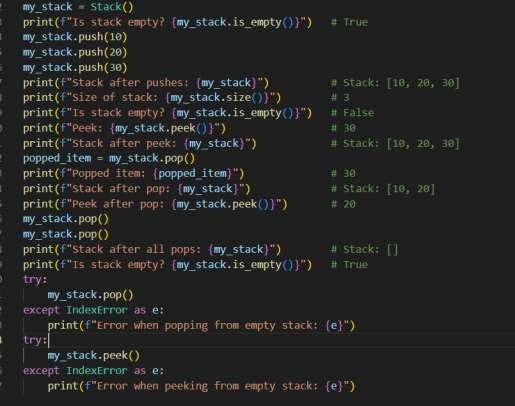 my_stack = Stack()
print(f"Is stack empty? {my_stack.is_empty()}")   # True
my_stack.push(10)
my_stack.push(20)
my_stack.push(30)
print(f"Stack after pushes: {my_stack}")          # Stack: [10, 20, 30]
print(f"Size of stack: {my_stack.size()}")        # 3
print(f"Is stack empty? {my_stack.is_empty()}")   # False
print(f"Peek: {my_stack.peek()}")                 # 30
print(f"Stack after peek: {my_stack}")            # Stack: [10, 20, 30]
popped_item = my_stack.pop()
print(f"Popped item: {popped_item}")              # 30
print(f"Stack after pop: {my_stack}")             # Stack: [10, 20]
print(f"Peek after pop: {my_stack.peek()}")       # 20
my_stack.pop()
my_stack.pop()
print(f"Stack after all pops: {my_stack}")        # Stack: []
print(f"Is stack empty? {my_stack.is_empty()}")   # True
try:
    my_stack.pop()
except IndexError as e:
    print(f"Error when popping from empty stack: {e}")
try:
    my_stack.peek()
except IndexError as e:
    print(f"Error when peeking from empty stack: {e}")